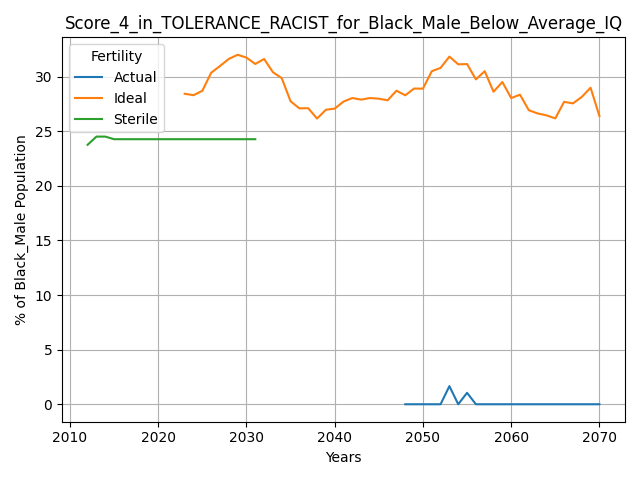 Score_4_in_TOLERANCE_RACIST_for_Black_Male_Below_Average_IQ
Fertility
Actual
Ideal
Sterile
% of Black_Male Population
30
25
20
15
10
5
0
2010 2020 2030 2040 2050 2060 2070
Years